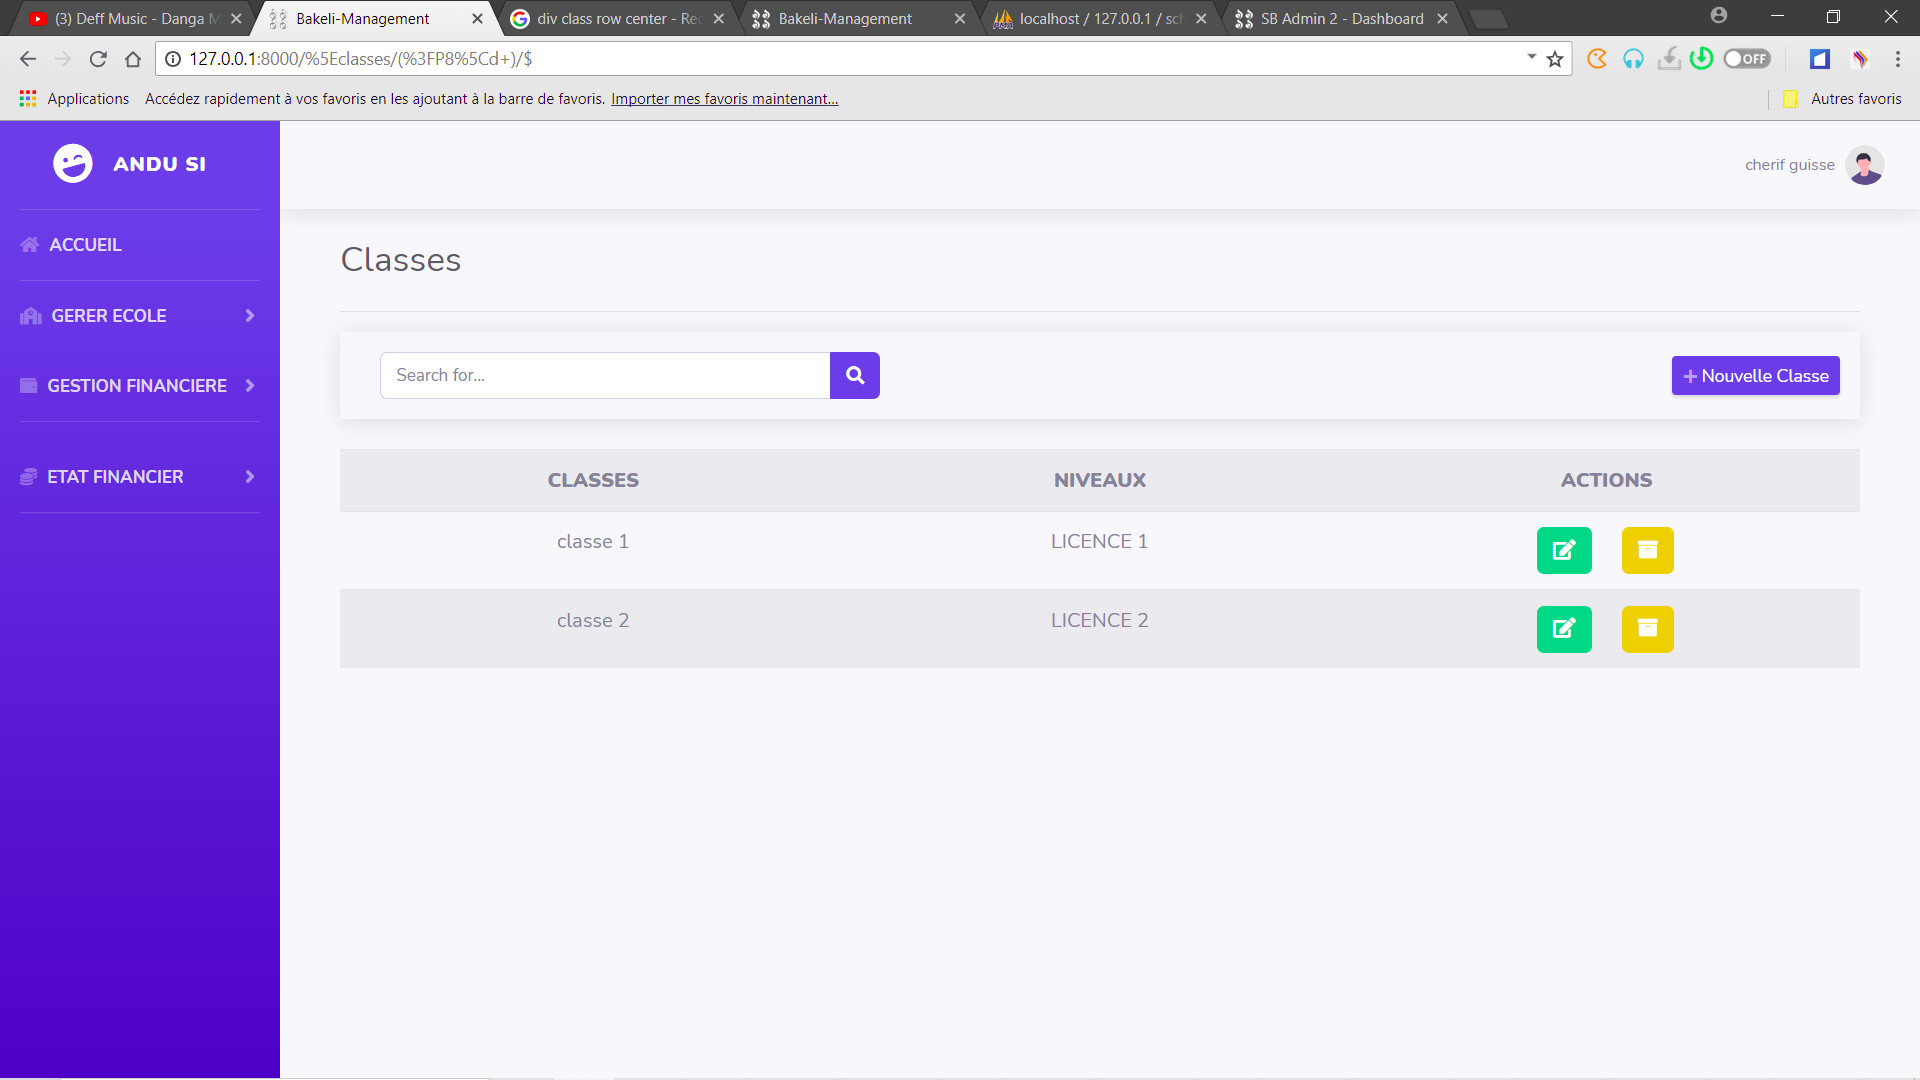 (3) Deff Music - Danga M
Bakeli-Management
div class row center - Rec
Bakeli-Management
localhost / 127.0.0.1 / sch
SB Admin 2 - Dashboard
127.0.0.1:8000/%5Eclasses/(%3FP8%5Cd+)/$
OFF
Applications
Accédez rapidement à vos favoris en les ajoutant à la barre de favoris. Importer mes favoris maintenant...
Autres favoris
ANDU SI
cherif guisse
ACCUEIL
GERER ECOLE
GESTION FINANCIERE
ETAT FINANCIER
Classes
Search for...
+ Nouvelle Classe
CLASSES NIVEAUX ACTIONS
classe 1 LICENCE 1
classe 2 LICENCE 2